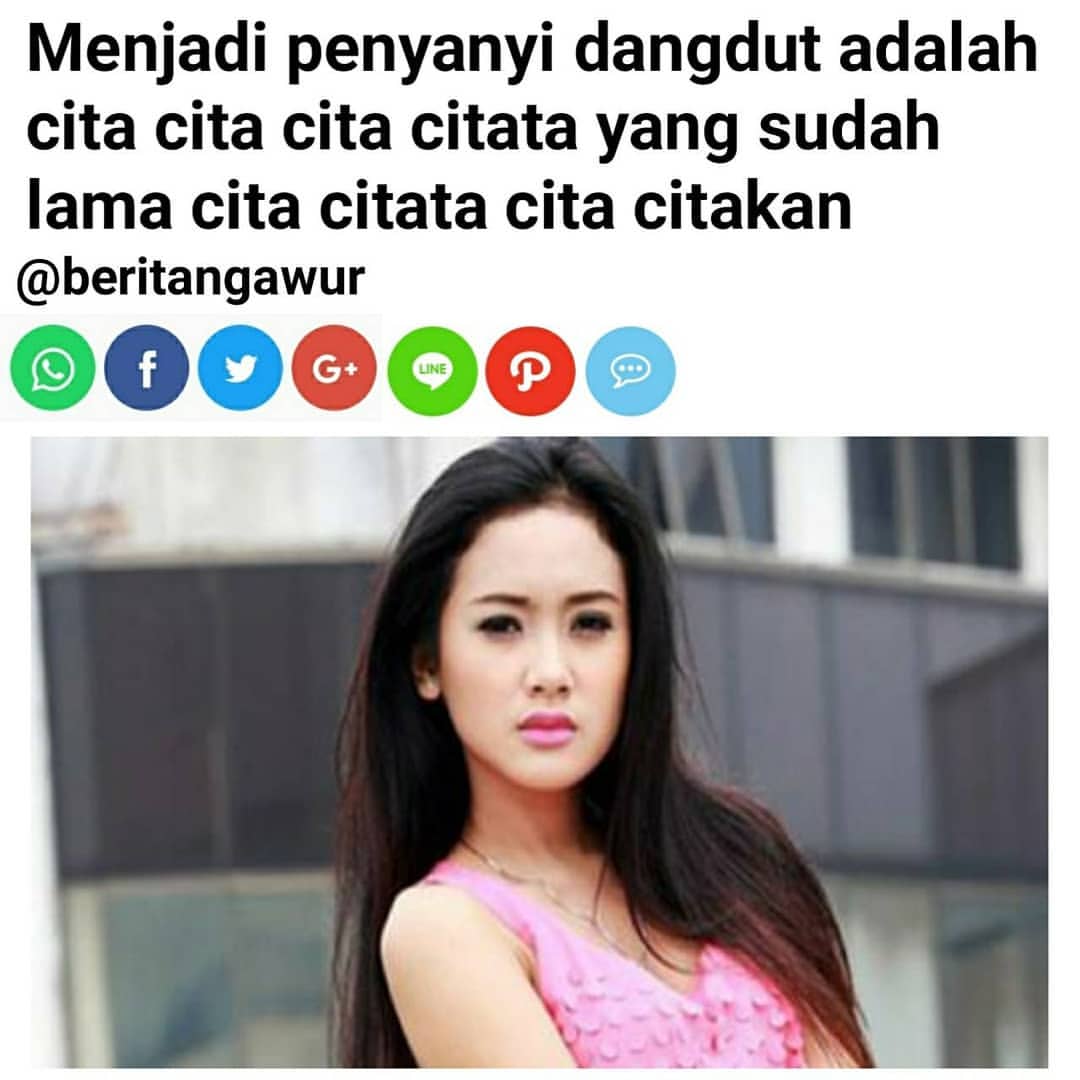 Menjadi penyanyi dangdut adalah
cita cita cita citata yang sudah
lama cita citata cita citakan
@beritangawur
f
G+
LINE